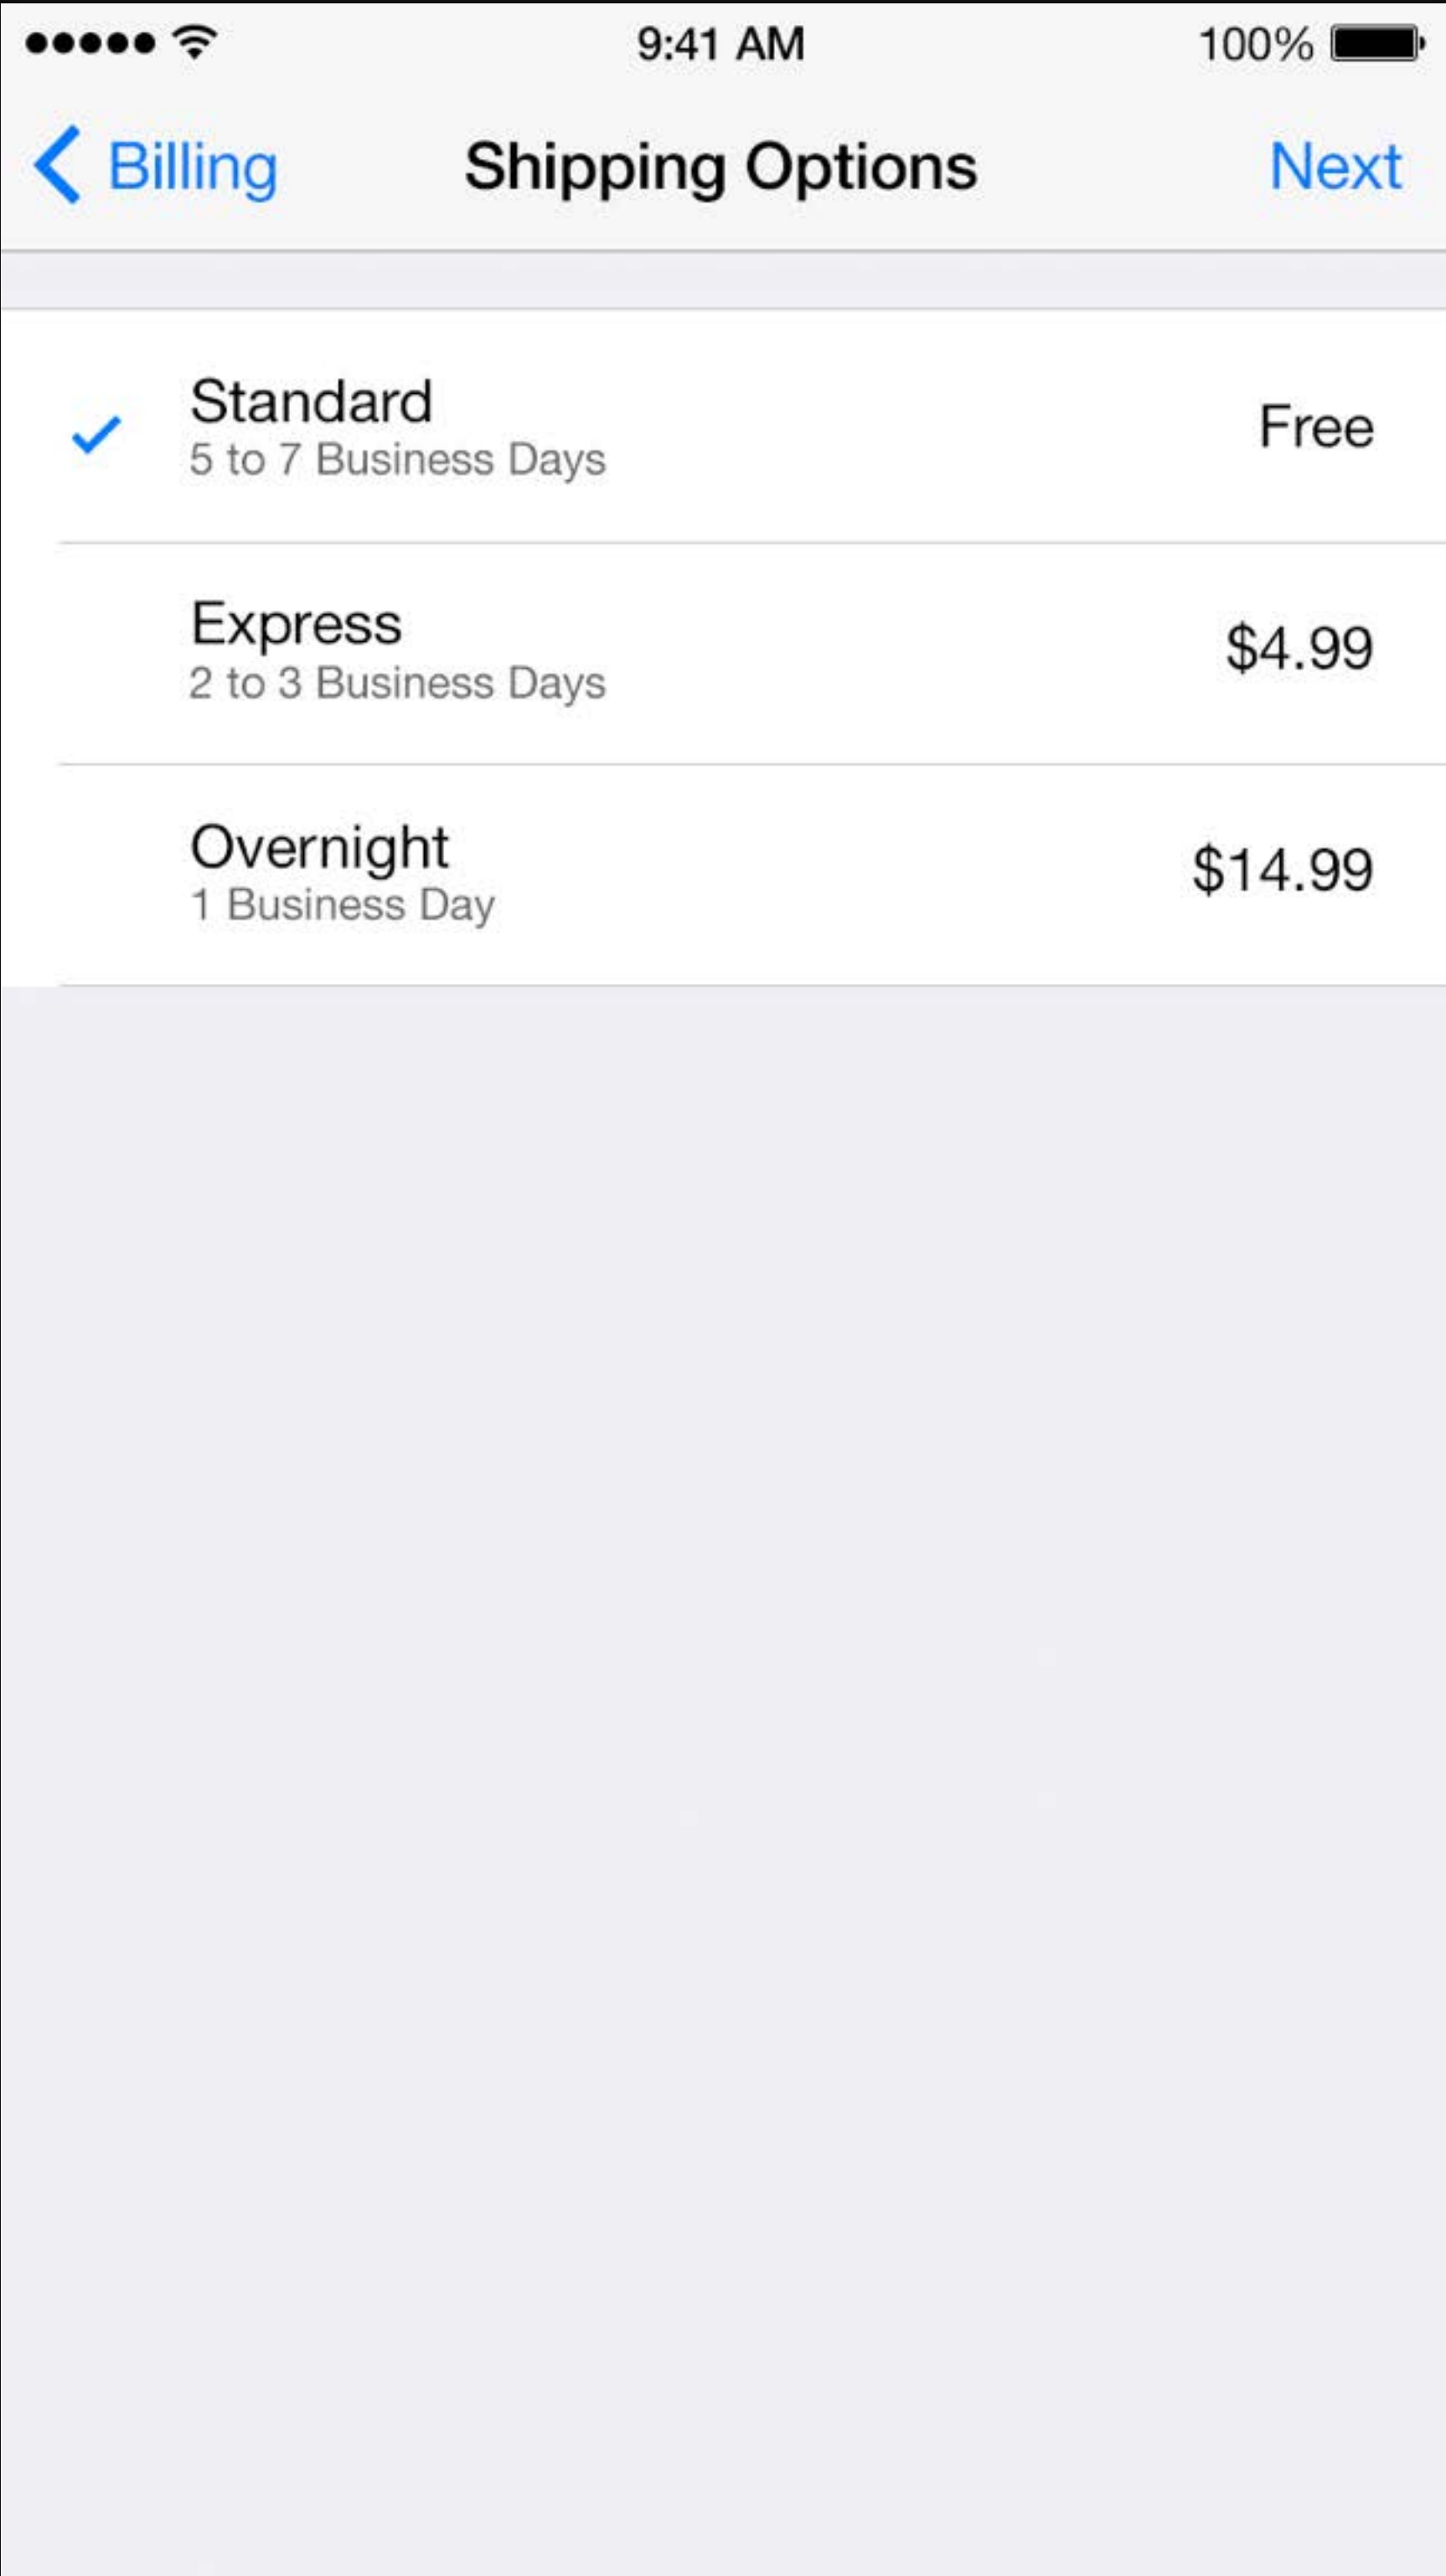 9:41 AM 100%
Billing Shipping Options Next
Standard
5 to 7 Business Days
Free
Express
2 to 3 Business Days
$4.99
Overnight
1 Business Day
$14.99